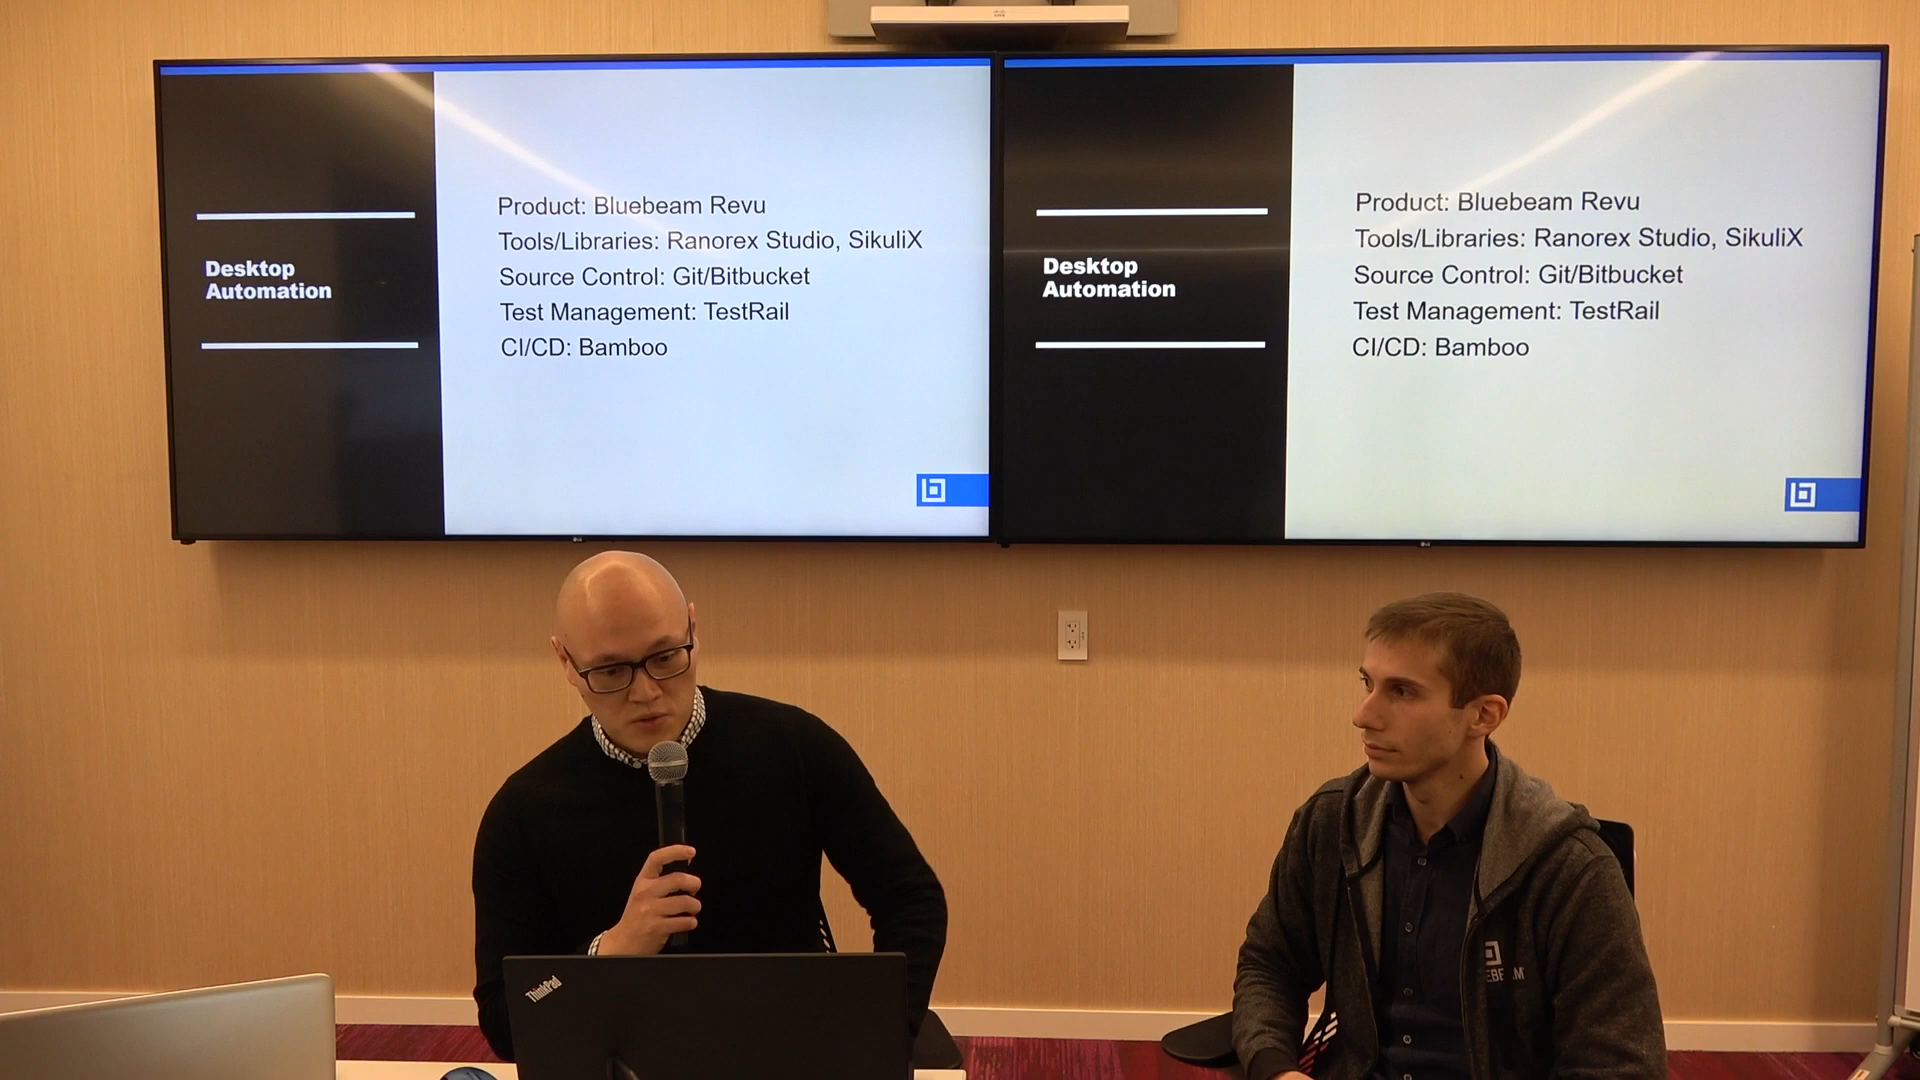 Desktop
Automation
Product: Bluebeam Revu
Tools/Libraries: Ranorex Studio, SikuliX
Source Control: Git/Bitbucket
Test Management: TestRail
CI/CD: Bamboo
Desktop
Automation
Product: Bluebeam Revu
Tools/Libraries: Ranorex Studio, SikuliX
Source Control: Git/Bitbucket
Test Management: TestRail
CI/CD: Bamboo
ThinkPad